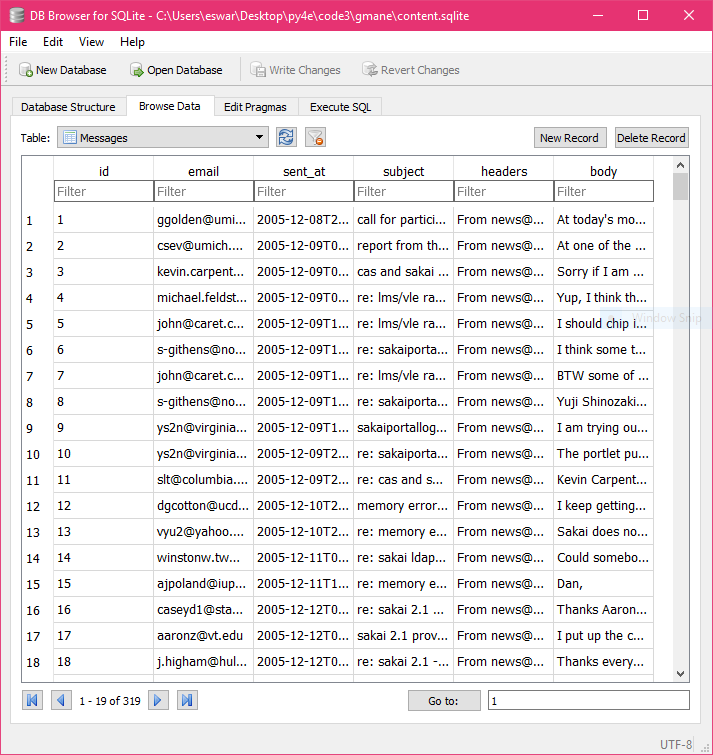 DB Browser for SQLite - C:\Users\eswar\Desktop\py4e\code3\gmane\content.sqlite
File Edit View Help
New Database Open Database Write Changes Revert Changes
Database Structure Browse Data Edit Pragmas Execute SQL
Table: Messages New Record Delete Record
id email sent_at subject headers body
Filter Filter Filter Filter Filter Filter
1 1 ggolden@umi... 2005-12-08T2... call for partici... From news@... At today's mo...
2 2 csev@umich.... 2005-12-09T0... report from th... From news@... At one of the ...
3 3 kevin.carpent... 2005-12-09T0... cas and sakai ... From news@... Sorry if I am ...
4 4 michael.feldst... 2005-12-09T0... re: lms/vle ra... From news@... Yup, I think th...
5 5 john@caret.c... 2005-12-09T1... re: lms/vle ra... From news@... I should chip i...
Window Snip
6 6 s-githens@no... 2005-12-09T1... re: sakaiporta... From news@... I think some t...
7 7 john@caret.c... 2005-12-09T1... re: lms/vle ra... From news@... BTW some of ...
8 8 s-githens@no... 2005-12-09T1... re: sakaiporta... From news@... Yuji Shinozaki...
9 9 ys2n@virginia... 2005-12-09T1... sakaiportallog... From news@... I am trying ou...
10 10 ys2n@virginia... 2005-12-09T2... re: sakaiporta... From news@... The portlet pu...
11 11 slt@columbia.... 2005-12-09T2... re: cas and s... From news@... Kevin Carpent...
12 12 dgcotton@ucd... 2005-12-10T2... memory error... From news@... I keep getting...
13 13 vyu2@yahoo.... 2005-12-10T2... re: memory e... From news@... Sakai does no...
14 14 winstonw.tw... 2005-12-11T0... re: sakai ldap... From news@... Could somebo...
15 15 ajpoland@iup... 2005-12-11T1... re: memory e... From news@... Dan,
16 16 caseyd1@sta... 2005-12-12T0... re: sakai 2.1 ... From news@... Thanks Aaron...
17 17 aaronz@vt.edu 2005-12-12T0... sakai 2.1 prov... From news@... I put up the c...
18 18 j.higham@hul... 2005-12-12T0... re: sakai 2.1 -... From news@... Thanks every...
1 - 19 of 319 Go to: 1
UTF-8